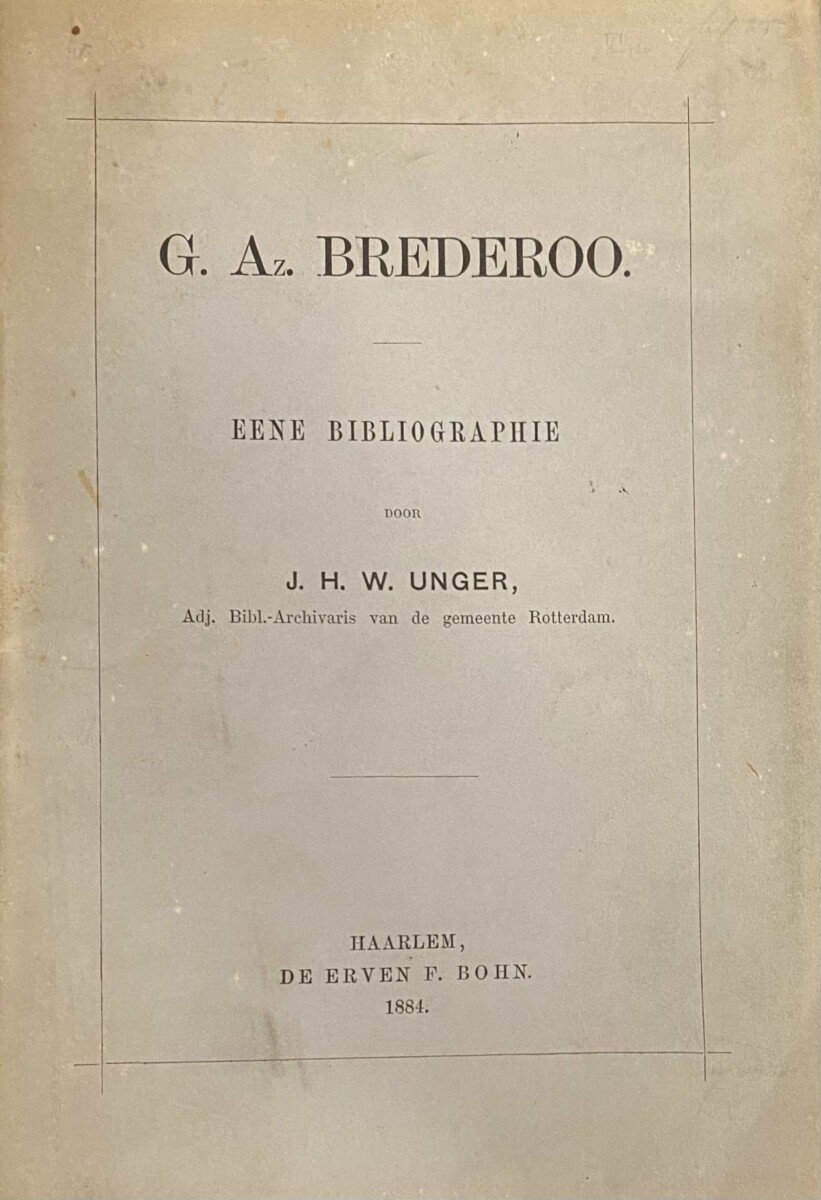 G. Az. BREDEROO.
EENE BIBLIOGRAPHIE
DOOR
J. H. W. UNGER,
Adj. Bibl.-Archivaris van de gemeente Rotterdam.
HAARLEM,
DE ERVEN F. BOHN.
1884.